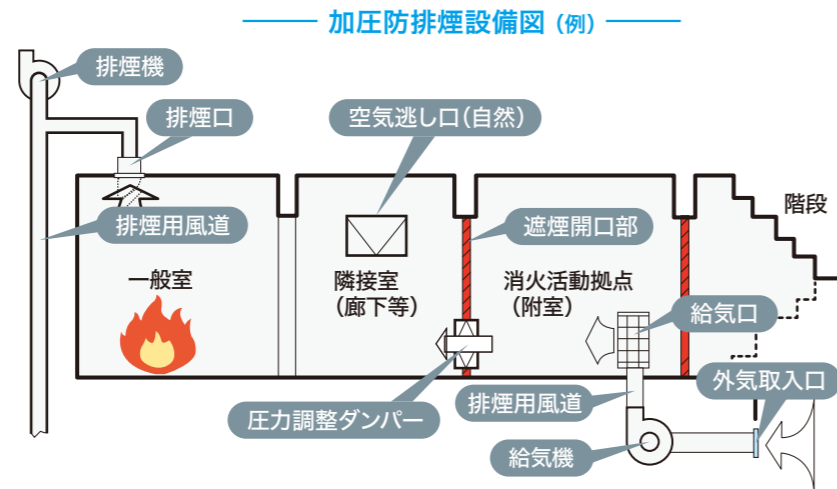 加圧防排煙設備図（例）
排煙機
排煙口
空気逃し口（自然）
排煙用風道
遮煙開口部
階段
一般室
隣接室
（廊下等）
消火活動拠点
（附室）
給気口
外気取入口
圧力調整ダンパー
排煙用風道
給気機